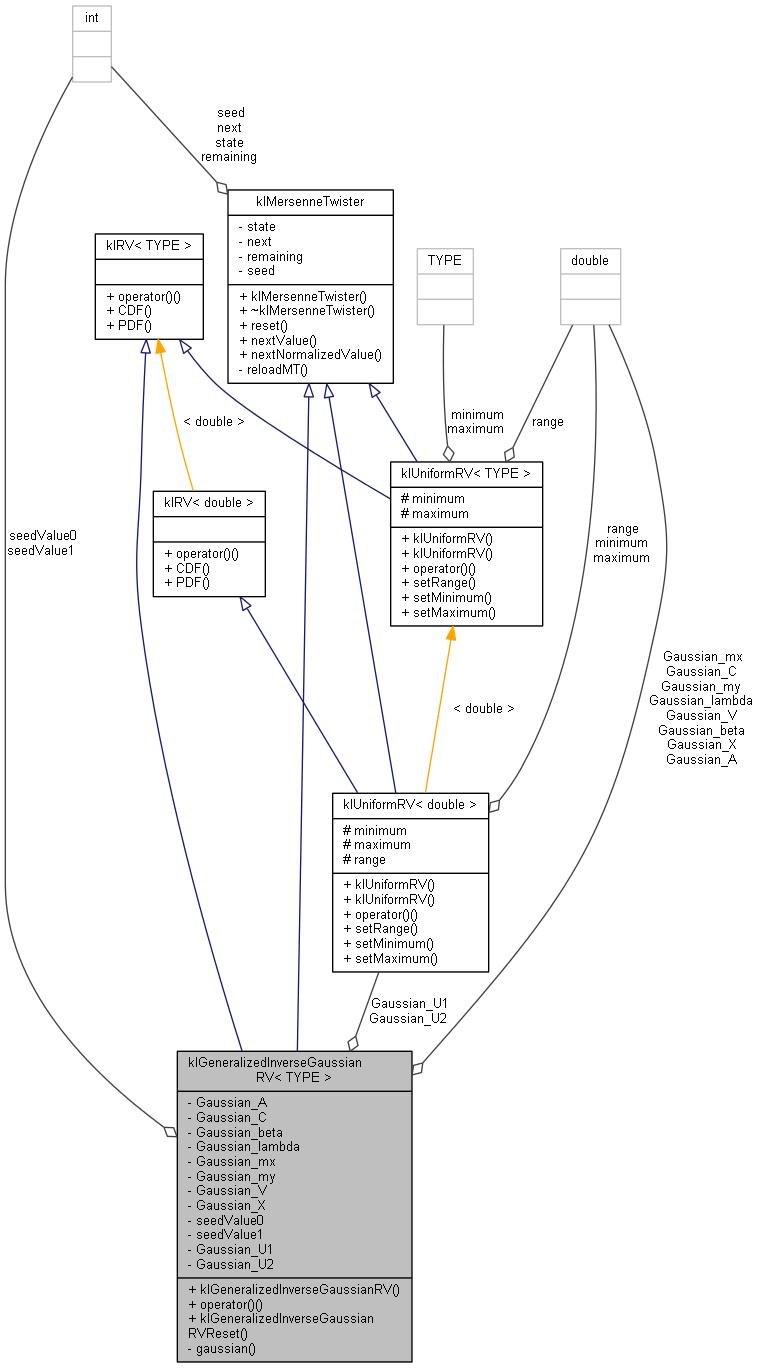 int
seed
next
state
remaining
klMersenneTwister
- state
- next
- remaining
- seed
+ klMersenneTwister()
+ ~klMersenneTwister()
+ reset()
+ nextValue()
+ nextNormalizedValue()
- reloadMT()
klRV< TYPE >
+ operator()()
+ CDF()
+ PDF()
TYPE
double
< double >
minimum
maximum
range
klUniformRV< TYPE >
# minimum
# maximum
+ klUniformRV()
+ klUniformRV()
+ operator()()
+ setRange()
+ setMinimum()
+ setMaximum()
klRV< double >
+ operator()()
+ CDF()
+ PDF()
seedValue0
seedValue1
range
minimum
maximum
Gaussian_mx
Gaussian_C
Gaussian_my
Gaussian_lambda
Gaussian_V
Gaussian_beta
Gaussian_X
Gaussian_A
< double >
klUniformRV< double >
# minimum
# maximum
# range
+ klUniformRV()
+ klUniformRV()
+ operator()()
+ setRange()
+ setMinimum()
+ setMaximum()
Gaussian_U1
Gaussian_U2
klGeneralizedInverseGaussian
RV< TYPE >
- Gaussian_A
- Gaussian_C
- Gaussian_beta
- Gaussian_lambda
- Gaussian_mx
- Gaussian_my
- Gaussian_V
- Gaussian_X
- seedValue0
- seedValue1
- Gaussian_U1
- Gaussian_U2
+ klGeneralizedInverseGaussianRV()
+ operator()()
+ klGeneralizedInverseGaussian
RVReset()
- gaussian()